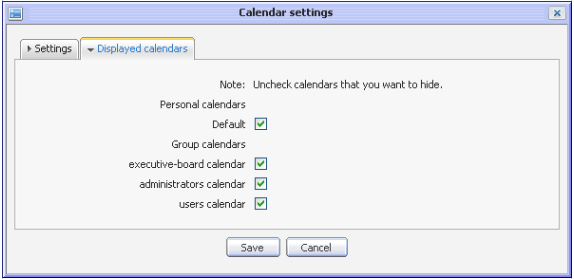 Calendar settings
Settings Displayed calendars
Note: Uncheck calendars that you want to hide.
Personal calendars
Default
Group calendars
executive-board calendar
administrators calendar
users calendar
Save Cancel